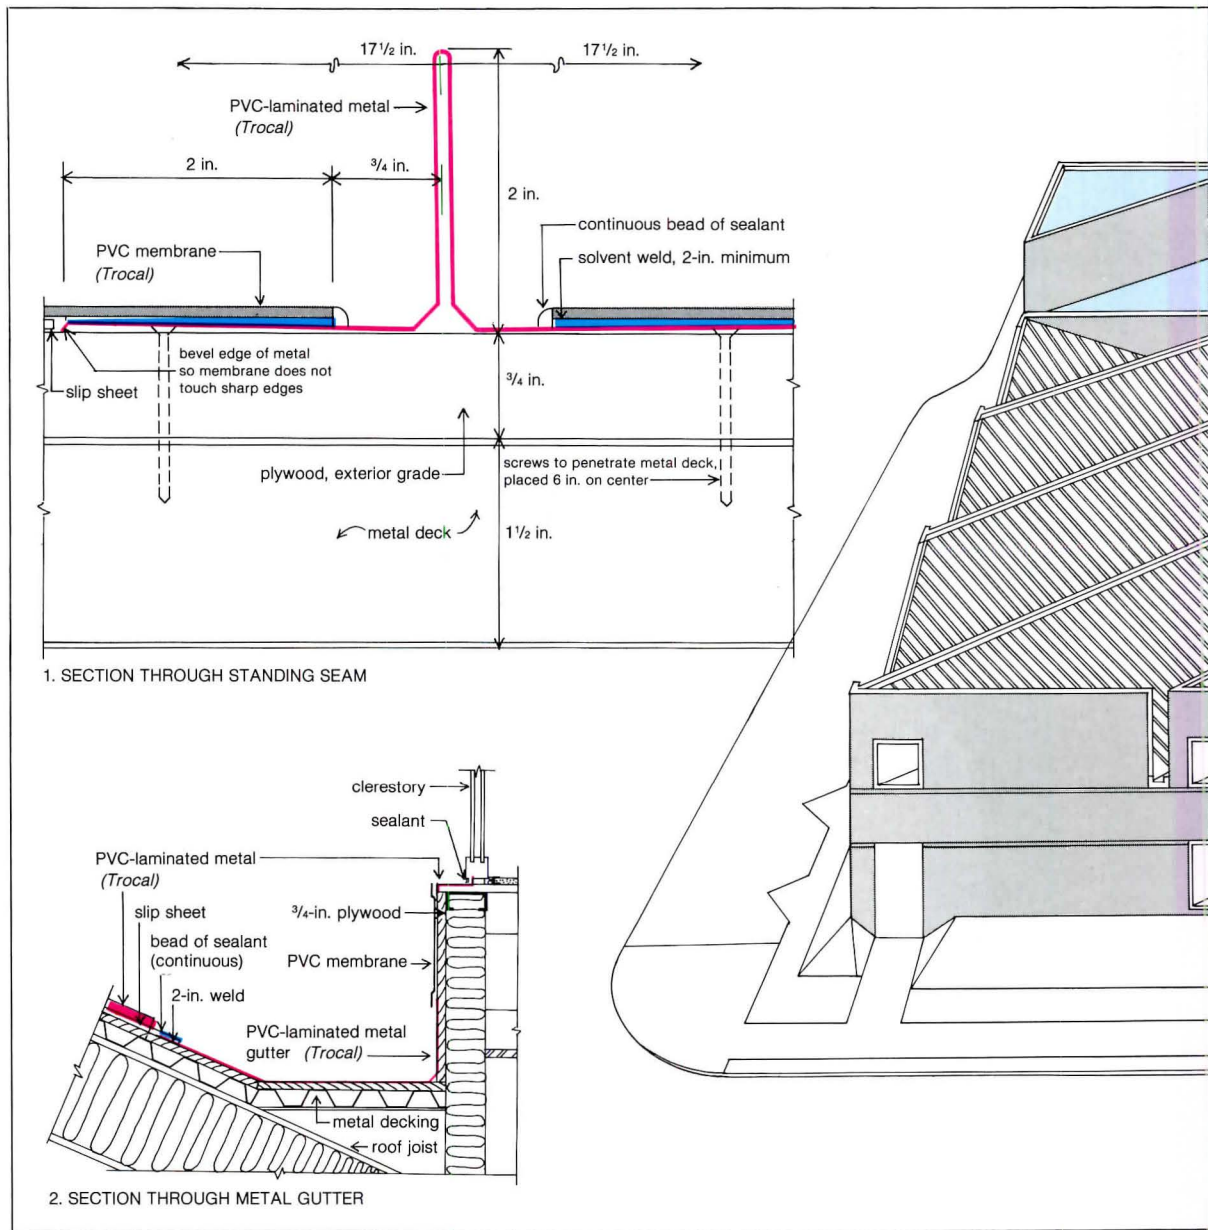 17 1/2 in.
17 1/2 in.
PVC-laminated metal
(Trocal)
2 in.
3/4 in.
2 in.
continuous bead of sealant
solvent weld, 2-in. minimum
PVC membrane
(Trocal)
bevel edge of metal
so membrane does not
touch sharp edges
slip sheet
3/4 in.
plywood, exterior grade
screws to penetrate metal deck,
placed 6 in. on center
metal deck
1 1/2 in.
1. SECTION THROUGH STANDING SEAM
clerestory
sealant
PVC-laminated metal
(Trocal)
slip sheet
3/4-in. plywood
bead of sealant
(continuous)
PVC membrane
2-in. weld
PVC-laminated metal
gutter (Trocal)
metal decking
roof joist
2. SECTION THROUGH METAL GUTTER